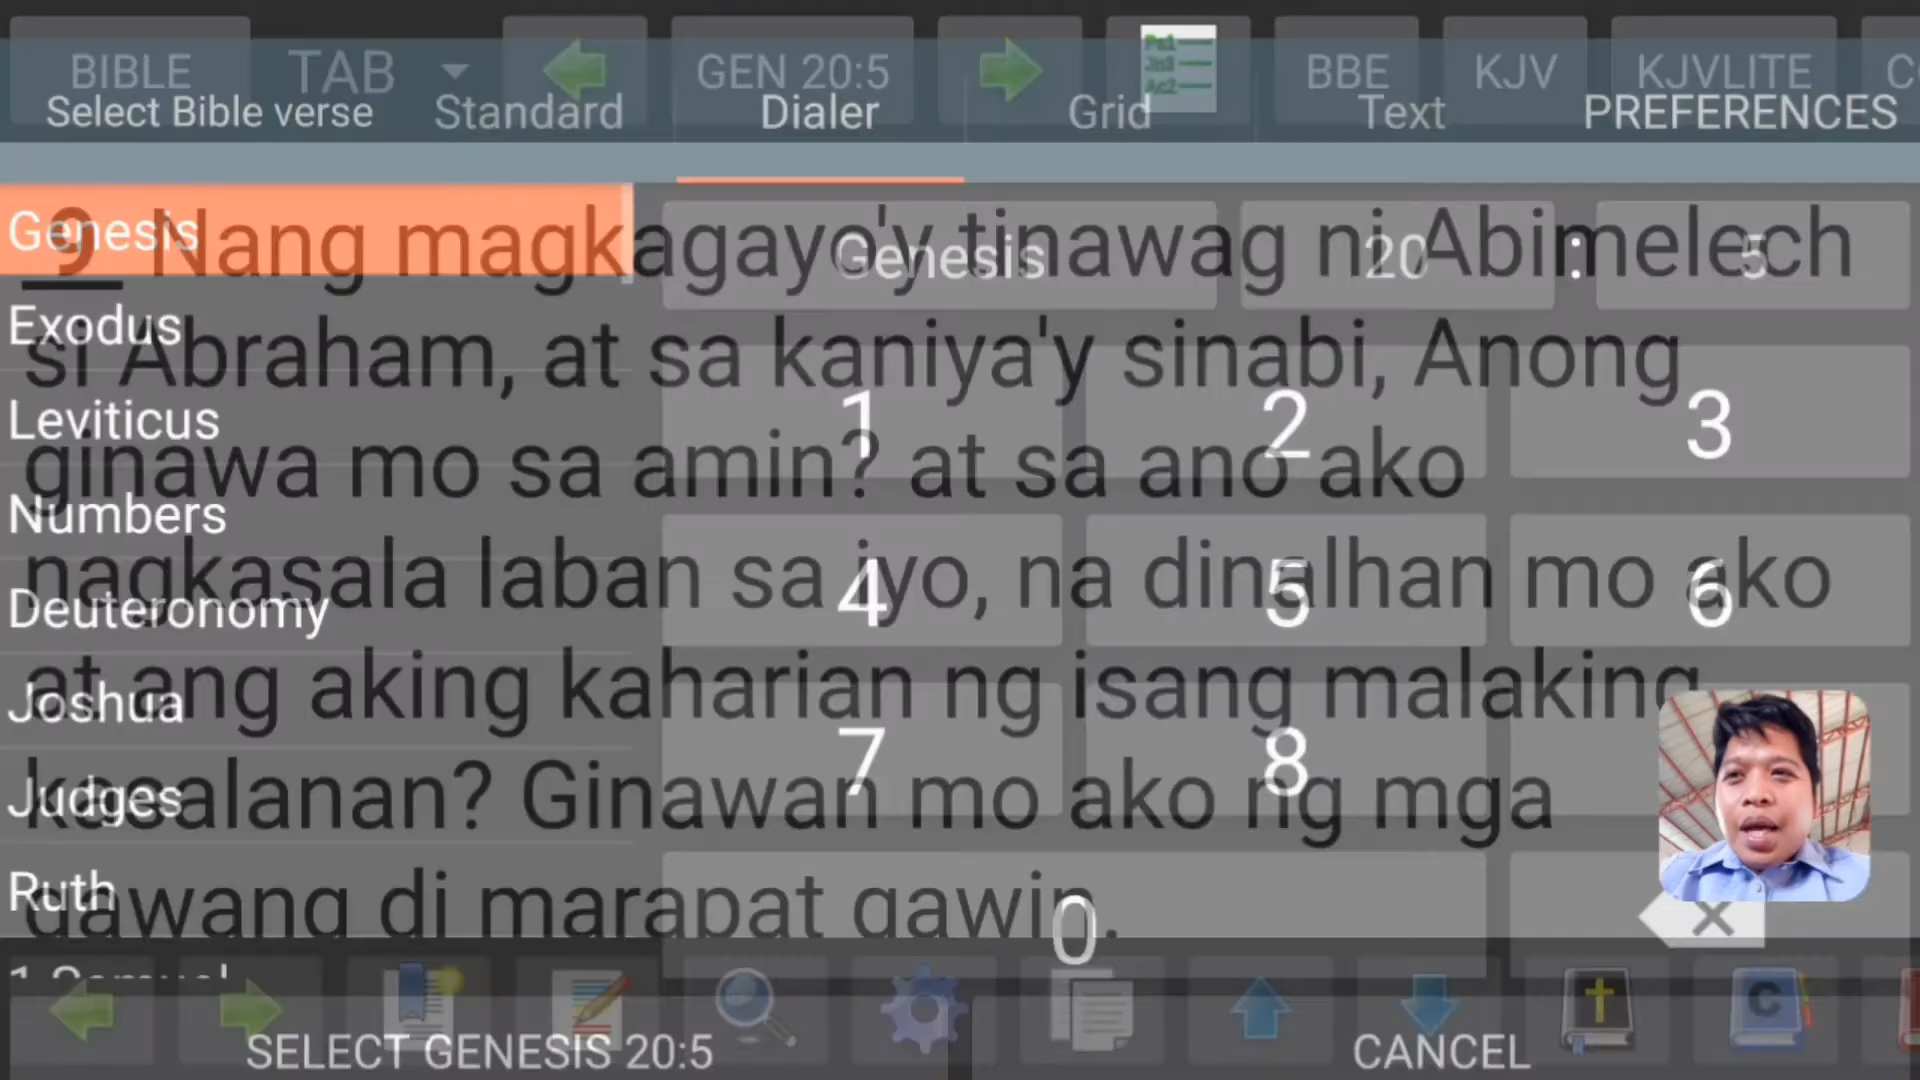 BIBLE TAB GEN 20:5 BBE KJV KJVLITE
Select Bible verse Standard Dialer Grid Text PREFERENCES
Genesis
Exodus
Leviticus
Numbers
Deuteronomy
Joshua
Judges
Ruth
1 Samuel
Genesis 20 : 5
1 2 3
4 5 6
7 8
0
9 Nang magkagayo'y tinawag ni Abimelech
si Abraham, at sa kaniya'y sinabi, Anong
ginawa mo sa amin? at sa ano ako
nagkasala laban sa iyo, na dinalhan mo ako
at ang aking kaharian ng isang malaking
kasalanan? Ginawan mo ako ng mga
gawang di marapat gawin.
SELECT GENESIS 20:5 CANCEL